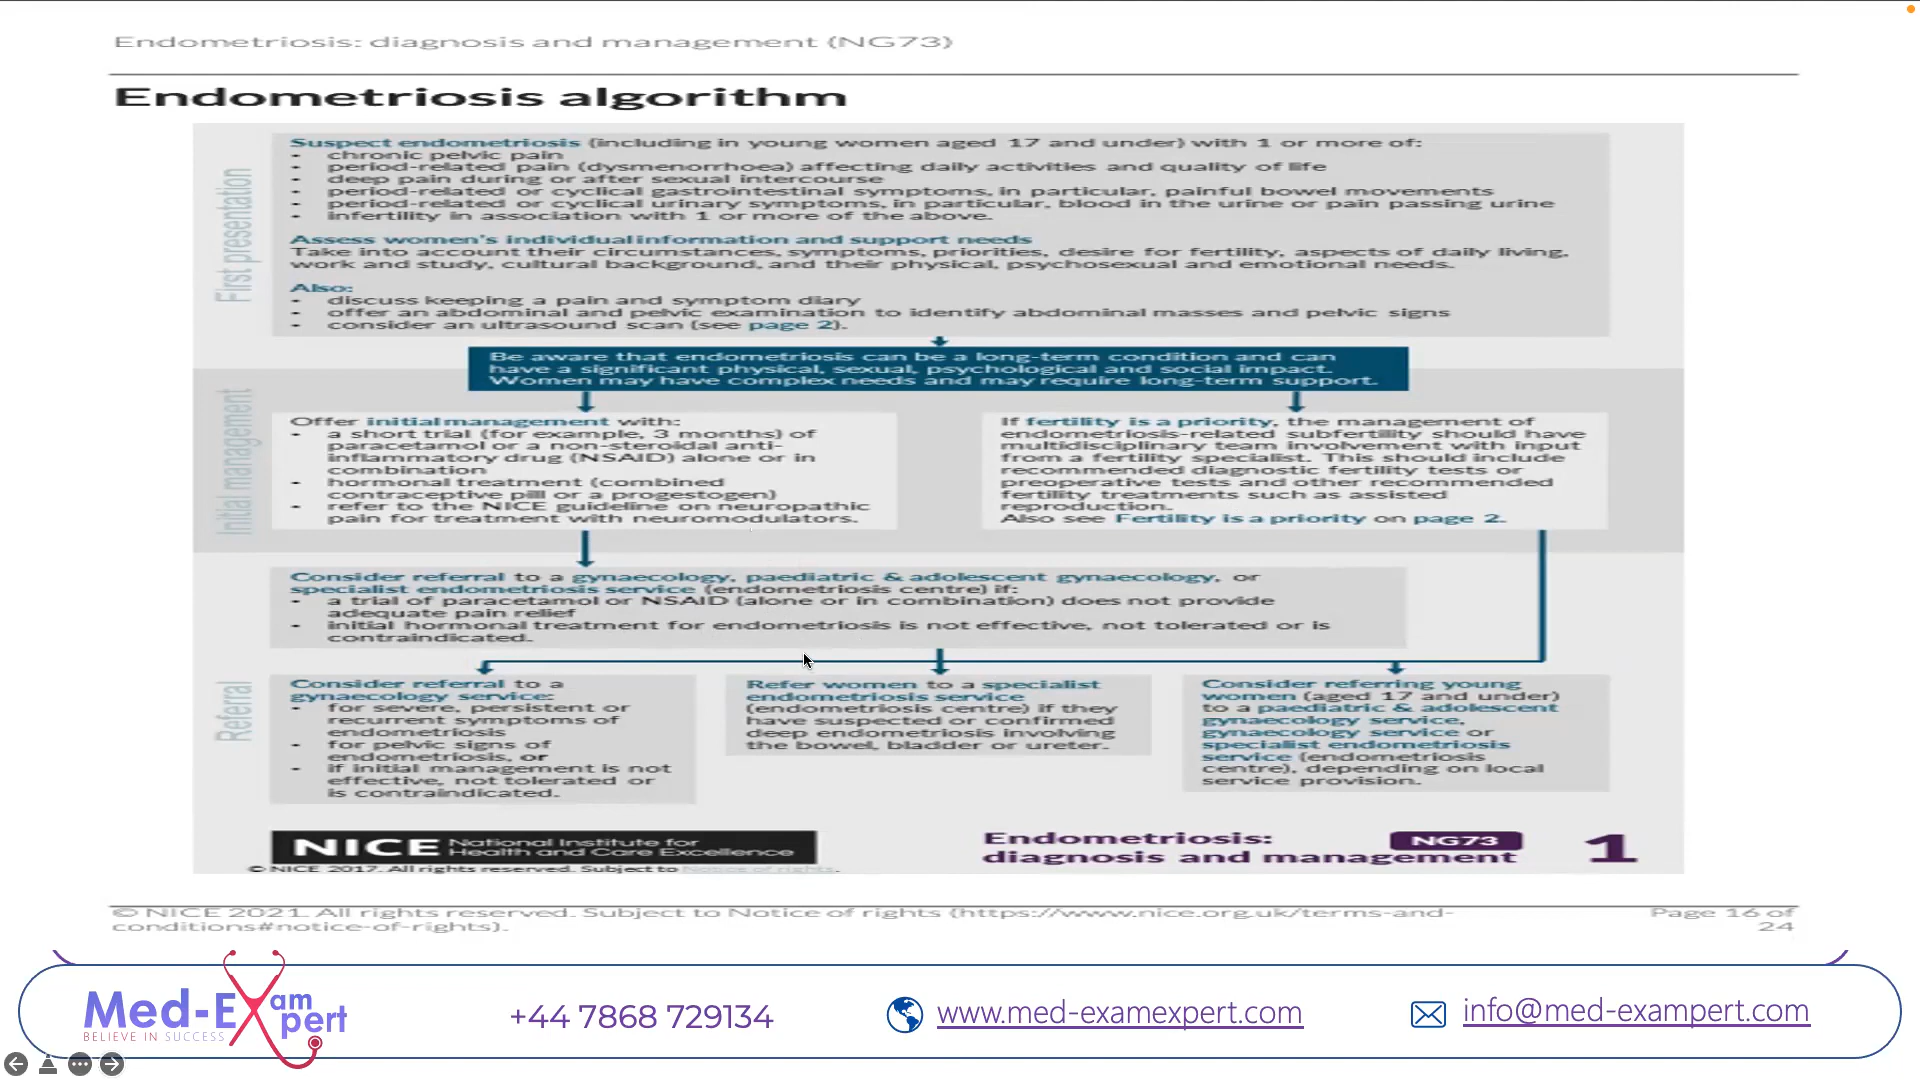 Endometriosis: diagnosis and management (NG73)
Endometriosis algorithm
First presentation
Suspect endometriosis (including in young women aged 17 and under) with 1 or more of:
• chronic pelvic pain
• period-related pain (dysmenorrhoea) affecting daily activities and quality of life
• deep pain during or after sexual intercourse
• period-related or cyclical gastrointestinal symptoms, in particular, painful bowel movements
• period-related or cyclical urinary symptoms, in particular, blood in the urine or pain passing urine
• infertility in association with 1 or more of the above.
Assess women's individual information and support needs
Take into account their circumstances, symptoms, priorities, desire for fertility, aspects of daily living,
work and study, cultural background, and their physical, psychosexual and emotional needs.
Also:
• discuss keeping a pain and symptom diary
• offer an abdominal and pelvic examination to identify abdominal masses and pelvic signs
• consider an ultrasound scan (see page 2).
Be aware that endometriosis can be a long-term condition and can
have a significant physical, sexual, psychological and social impact.
Women may have complex needs and may require long-term support.
Initial management
Offer initial management with:
• a short trial (for example, 3 months) of
paracetamol or a non-steroidal anti-
inflammatory drug (NSAID) alone or in
combination
• hormonal treatment (combined
contraceptive pill or a progestogen)
• refer to the NICE guideline on neuropathic
pain for treatment with neuromodulators.
If fertility is a priority, the management of
endometriosis-related subfertility should have
multidisciplinary team involvement with input
from a fertility specialist. This should include
recommended diagnostic fertility tests or
preoperative tests and other recommended
fertility treatments such as assisted
reproduction.
Also see Fertility is a priority on page 2.
Referral
Consider referral to a gynaecology, paediatric & adolescent gynaecology, or
specialist endometriosis service (endometriosis centre) if:
• a trial of paracetamol or NSAID (alone or in combination) does not provide
adequate pain relief
• initial hormonal treatment for endometriosis is not effective, not tolerated or is
contraindicated.
Consider referral to a
gynaecology service:
• for severe, persistent or
recurrent symptoms of
endometriosis
• for pelvic signs of
endometriosis, or
• if initial management is not
effective, not tolerated or
is contraindicated.
Refer women to a specialist
endometriosis service
(endometriosis centre) if they
have suspected or confirmed
deep endometriosis involving
the bowel, bladder or ureter.
Consider referring young
women (aged 17 and under)
to a paediatric & adolescent
gynaecology service,
gynaecology service or
specialist endometriosis
service (endometriosis
centre), depending on local
service provision.
NICE National Institute for
Health and Care Excellence
© NICE 2017. All rights reserved. Subject to Notice of rights.
Endometriosis:
diagnosis and management
NG73
1
© NICE 2021. All rights reserved. Subject to Notice of rights (https://www.nice.org.uk/terms-and-
conditions#notice-of-rights).
Page 16 of
24
Med-Exam
pert
BELIEVE IN SUCCESS
+44 7868 729134
www.med-examexpert.com
info@med-exampert.com